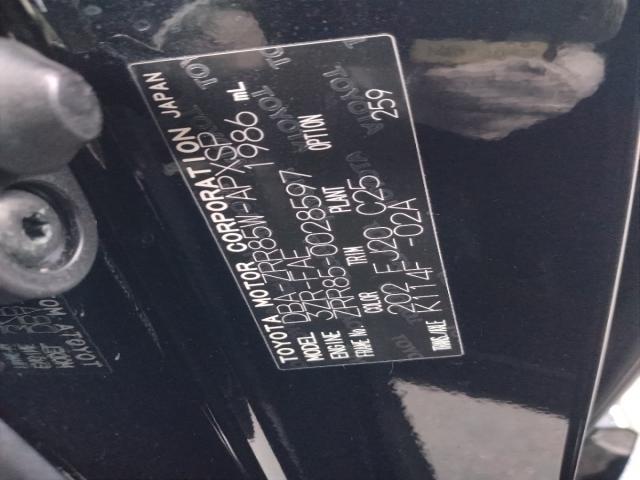 TOYOTA MOTOR CORPORATION JAPAN
MODEL DBA-ZRR85W-APXSP
ENGINE 3ZR-FAE 1986 mL
FRAME No. ZRR85-0028597
COLOR TRIM PLANT OPTION
202 FJ20 C25 259
TRANS/AXLE K114F -02A